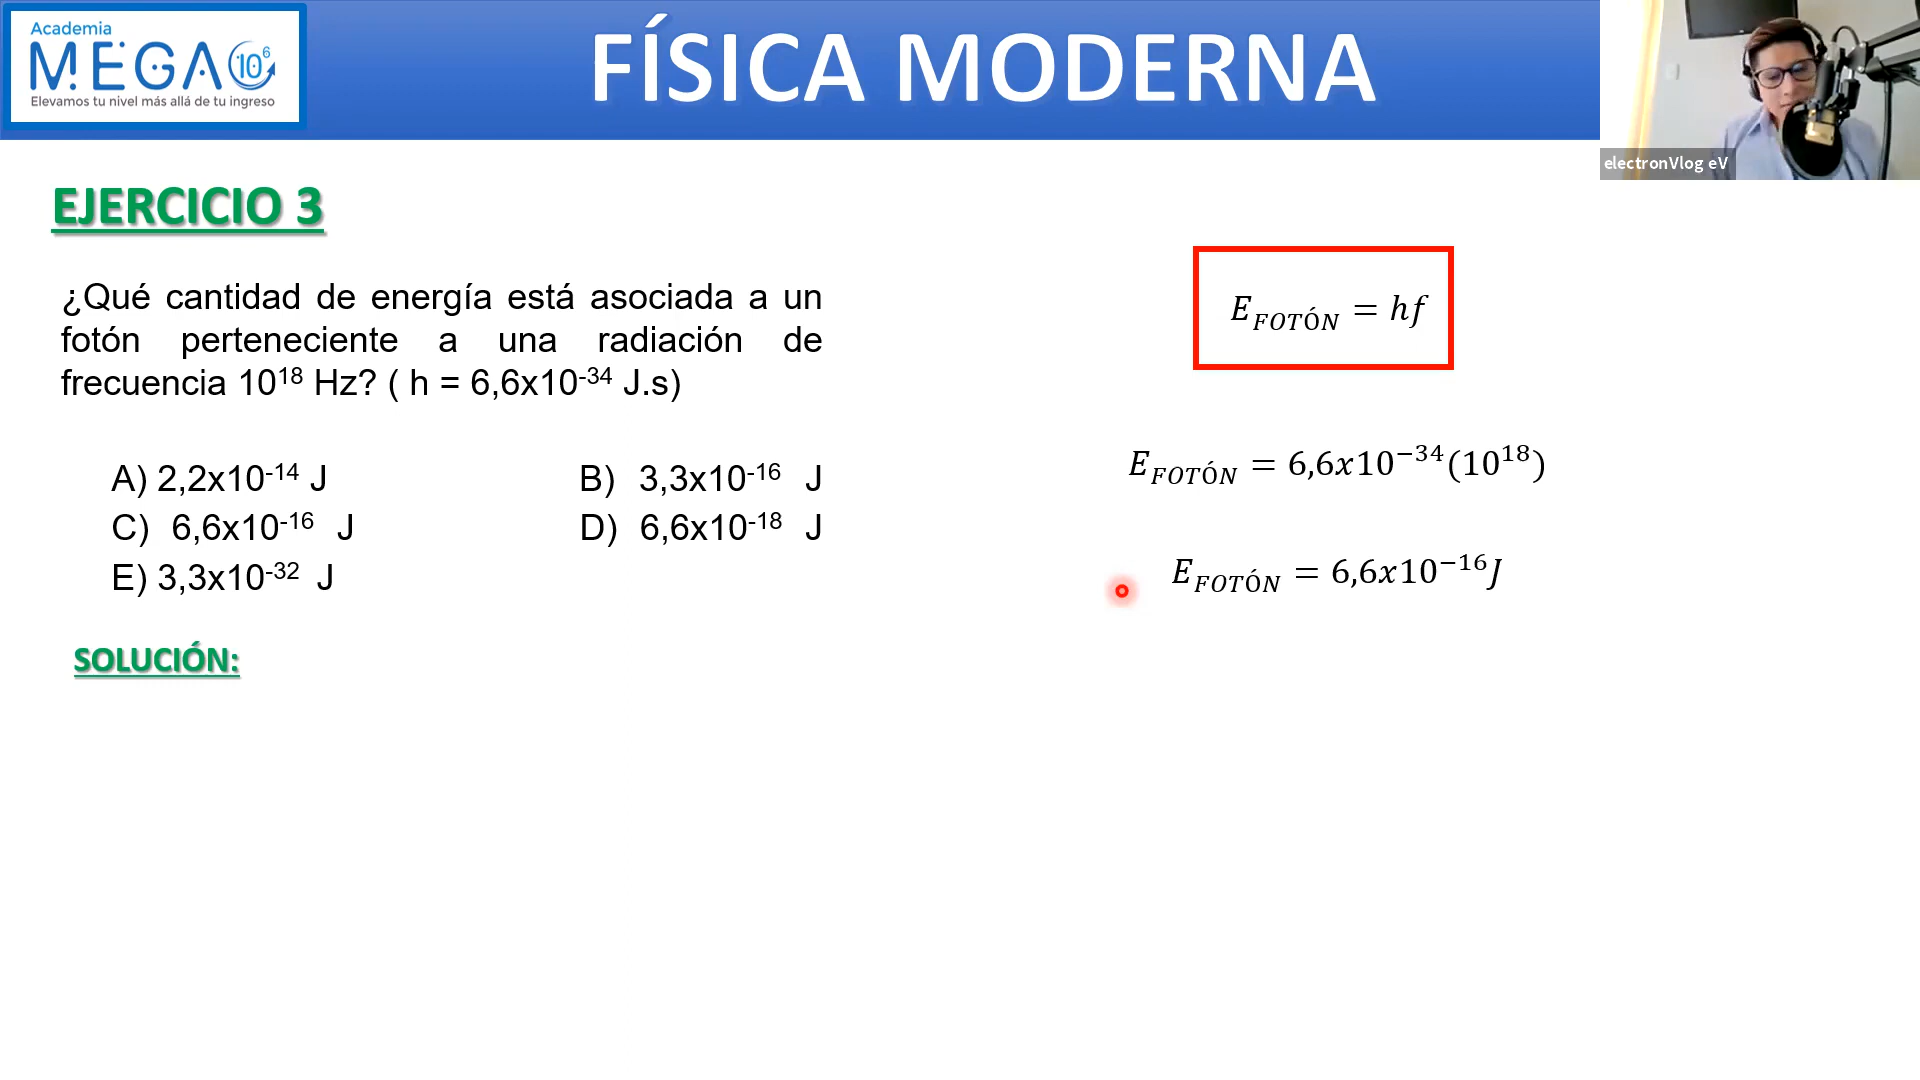 Academia
MEGA 10⁶
Elevamos tu nivel más allá de tu ingreso
FÍSICA MODERNA
electronVlog eV
EJERCICIO 3
¿Qué cantidad de energía está asociada a un
fotón perteneciente a una radiación de
frecuencia 10¹⁸ Hz? ( h = 6,6x10⁻³⁴ J.s)
A) 2,2x10⁻¹⁴ J B) 3,3x10⁻¹⁶ J
C) 6,6x10⁻¹⁶ J D) 6,6x10⁻¹⁸ J
E) 3,3x10⁻³² J
SOLUCIÓN:
E_FOTÓN = hf
E_FOTÓN = 6,6x10⁻³⁴(10¹⁸)
E_FOTÓN = 6,6x10⁻¹⁶J